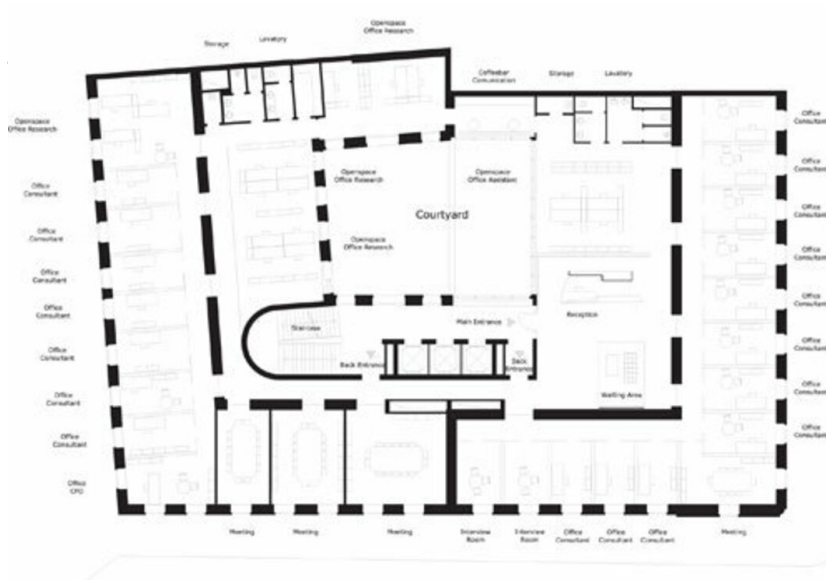 Openspace
Office Research
Storage
Lavatory
Coffeebar
Comunication
Storage
Lavatory
Openspace
Office Research
Office
Consultant
Office
Consultant
Office
Consultant
Office
Consultant
Office
Consultant
Office
Consultant
Office
Consultant
Office
CFO
Openspace
Office Research
Openspace
Office Assistant
Courtyard
Openspace
Office Research
Staircase
Main Entrance
Reception
Back Entrance
Back
Entrance
Waiting Area
Office
Consultant
Office
Consultant
Office
Consultant
Office
Consultant
Office
Consultant
Office
Consultant
Office
Consultant
Office
Consultant
Meeting
Meeting
Meeting
Interview
Room
Interview
Room
Office
Consultant
Office
Consultant
Office
Consultant
Meeting